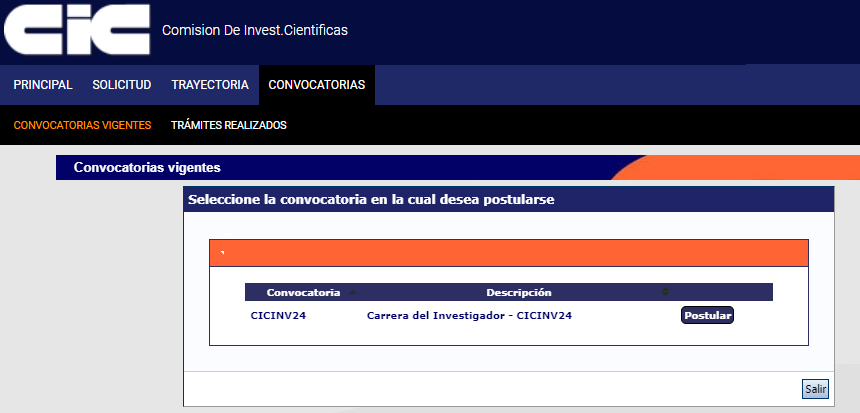 CIC Comision De Invest.Cientificas
PRINCIPAL SOLICITUD TRAYECTORIA CONVOCATORIAS
CONVOCATORIAS VIGENTES TRÁMITES REALIZADOS
Convocatorias vigentes
Seleccione la convocatoria en la cual desea postularse
Convocatoria Descripción
CICINV24 Carrera del Investigador - CICINV24 Postular
Salir